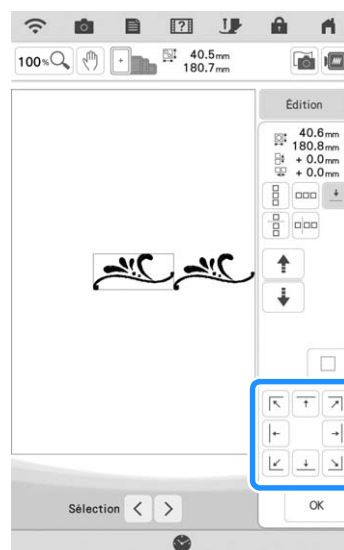 100%
40.5mm
180.7mm
Édition
40.6mm
180.8mm
+ 0.0mm
+ 0.0mm
Sélection
OK